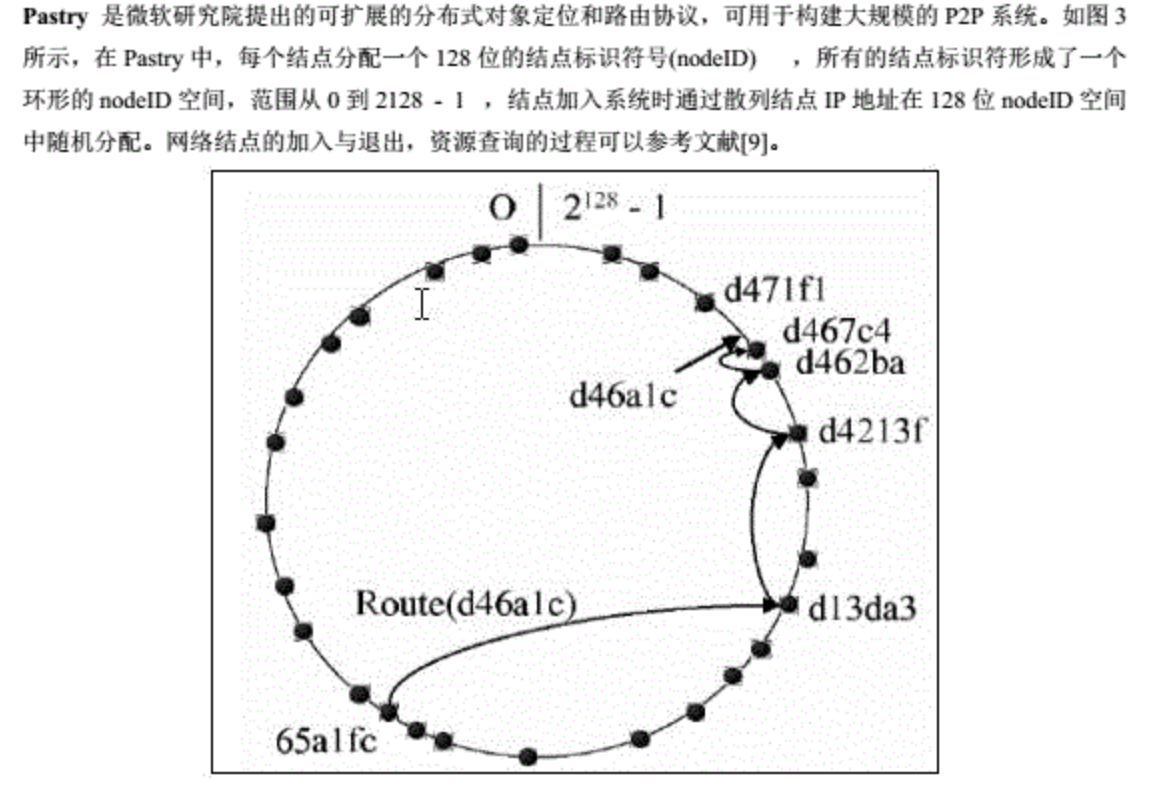 Pastry 是微软研究院提出的可扩展的分布式对象定位和路由协议，可用于构建大规模的 P2P 系统。如图 3
所示，在 Pastry 中，每个结点分配一个 128 位的结点标识符号(nodeID) ，所有的结点标识符形成了一个
环形的 nodeID 空间，范围从 0 到 2128 - 1 ，结点加入系统时通过散列结点 IP 地址在 128 位 nodeID 空间
中随机分配。网络结点的加入与退出，资源查询的过程可以参考文献[9]。
O | 2¹²⁸ - 1
d471f1
d467c4
d462ba
d46a1c
d4213f
Route(d46a1c)
d13da3
65a1fc